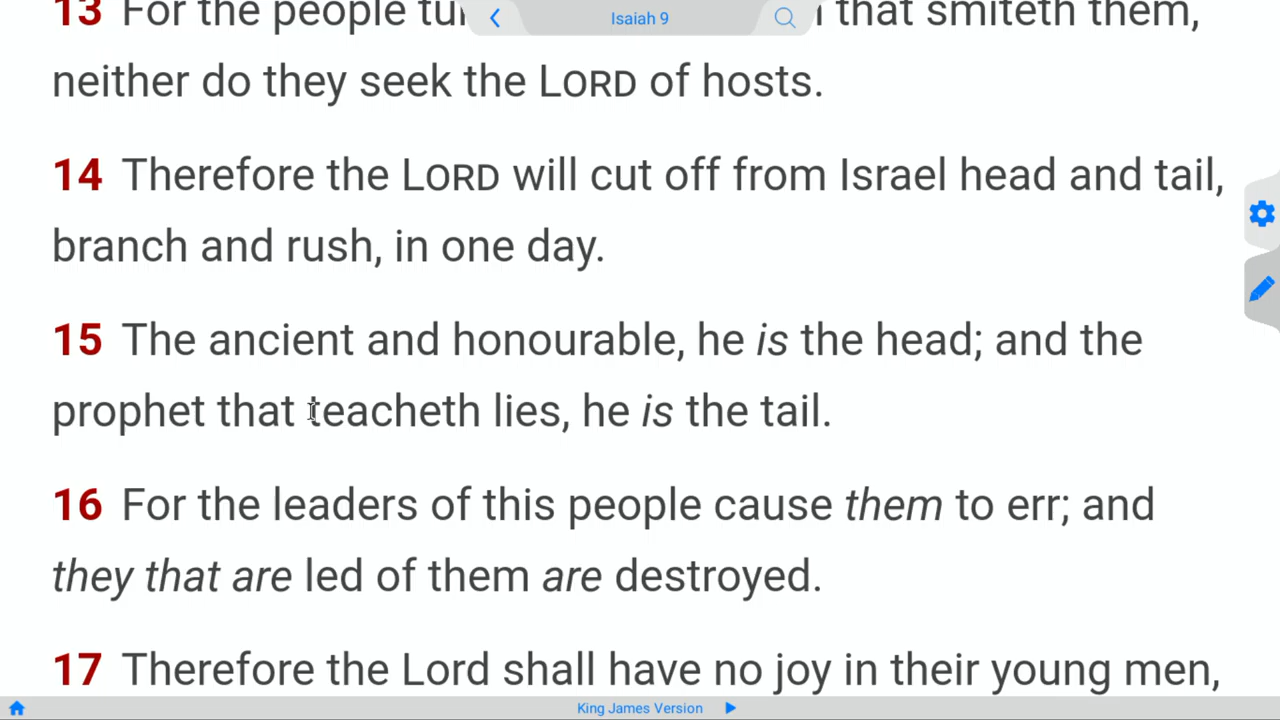 Isaiah 9
13 For the people that smiteth them,
neither do they seek the LORD of hosts.
14 Therefore the LORD will cut off from Israel head and tail,
branch and rush, in one day.
15 The ancient and honourable, he is the head; and the
prophet that teacheth lies, he is the tail.
16 For the leaders of this people cause them to err; and
they that are led of them are destroyed.
17 Therefore the Lord shall have no joy in their young men,
King James Version